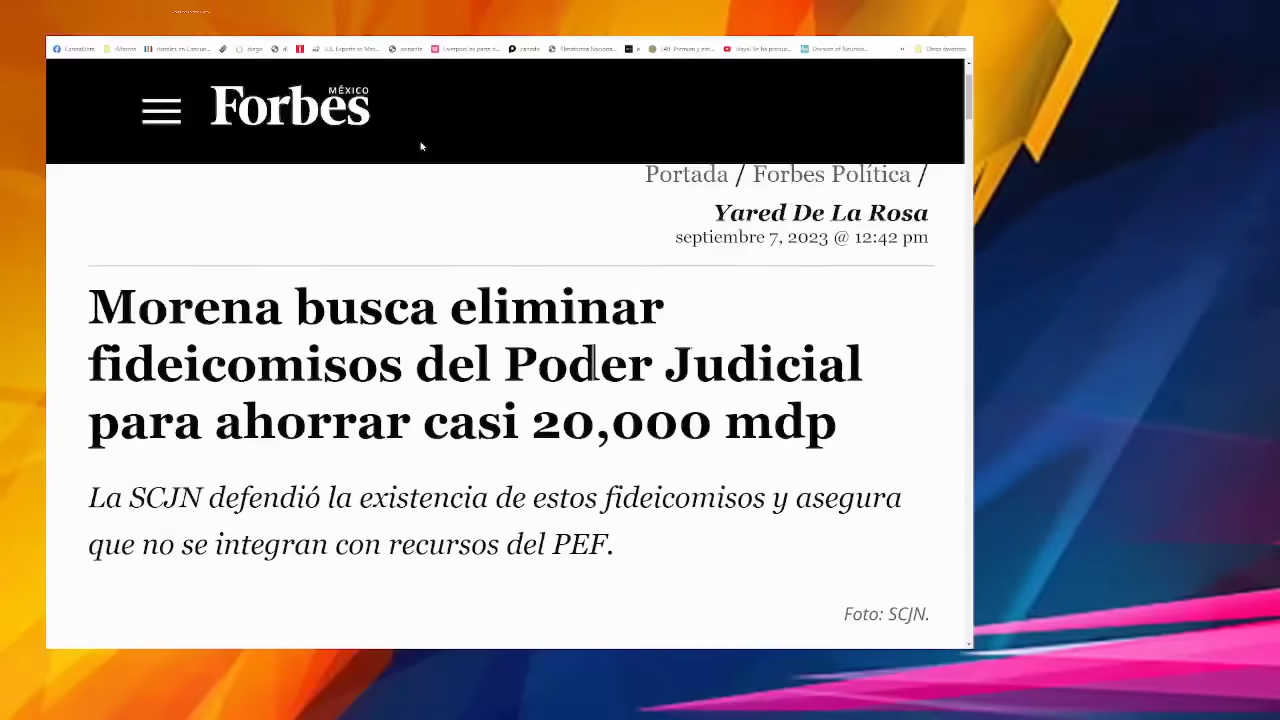 MÉXICO
Forbes
Portada / Forbes Política /
Yared De La Rosa
septiembre 7, 2023 @ 12:42 pm
Morena busca eliminar
fideicomisos del Poder Judicial
para ahorrar casi 20,000 mdp
La SCJN defendió la existencia de estos fideicomisos y asegura
que no se integran con recursos del PEF.
Foto: SCJN.